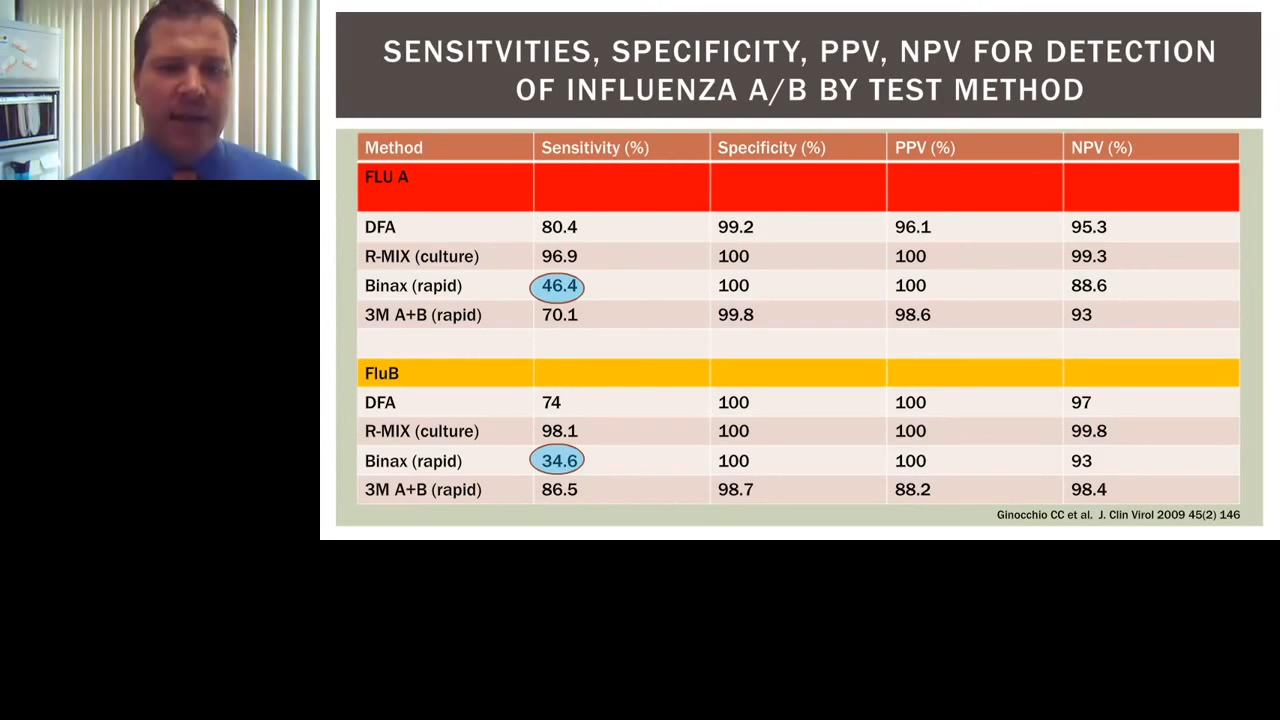 SENSITVITIES, SPECIFICITY, PPV, NPV FOR DETECTION
OF INFLUENZA A/B BY TEST METHOD
Method Sensitivity (%) Specificity (%) PPV (%) NPV (%)
FLU A
DFA 80.4 99.2 96.1 95.3
R-MIX (culture) 96.9 100 100 99.3
Binax (rapid) 46.4 100 100 88.6
3M A+B (rapid) 70.1 99.8 98.6 93
FluB
DFA 74 100 100 97
R-MIX (culture) 98.1 100 100 99.8
Binax (rapid) 34.6 100 100 93
3M A+B (rapid) 86.5 98.7 88.2 98.4
Ginocchio CC et al. J. Clin Virol 2009 45(2) 146